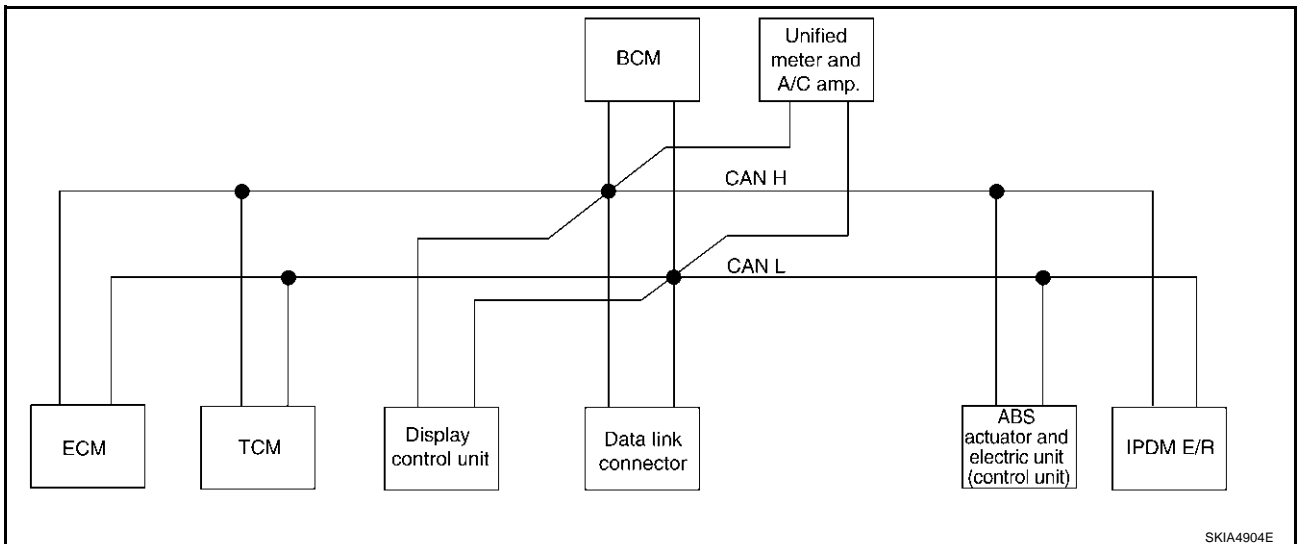 BCM
Unified
meter and
A/C amp.
CAN H
CAN L
ECM
TCM
Display
control unit
Data link
connector
ABS
actuator and
electric unit
(control unit)
IPDM E/R
SKIA4904E